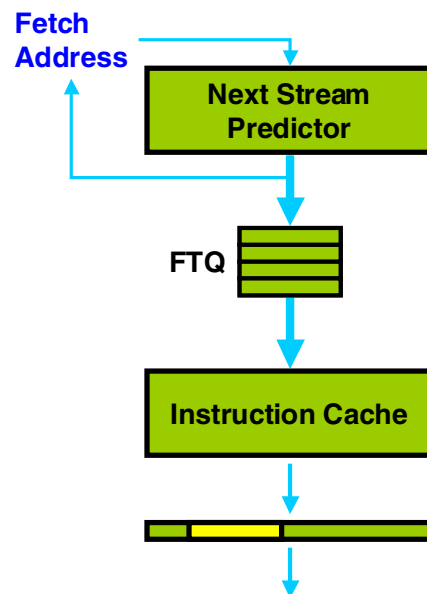 Fetch
Address
Next Stream
Predictor
FTQ
Instruction Cache